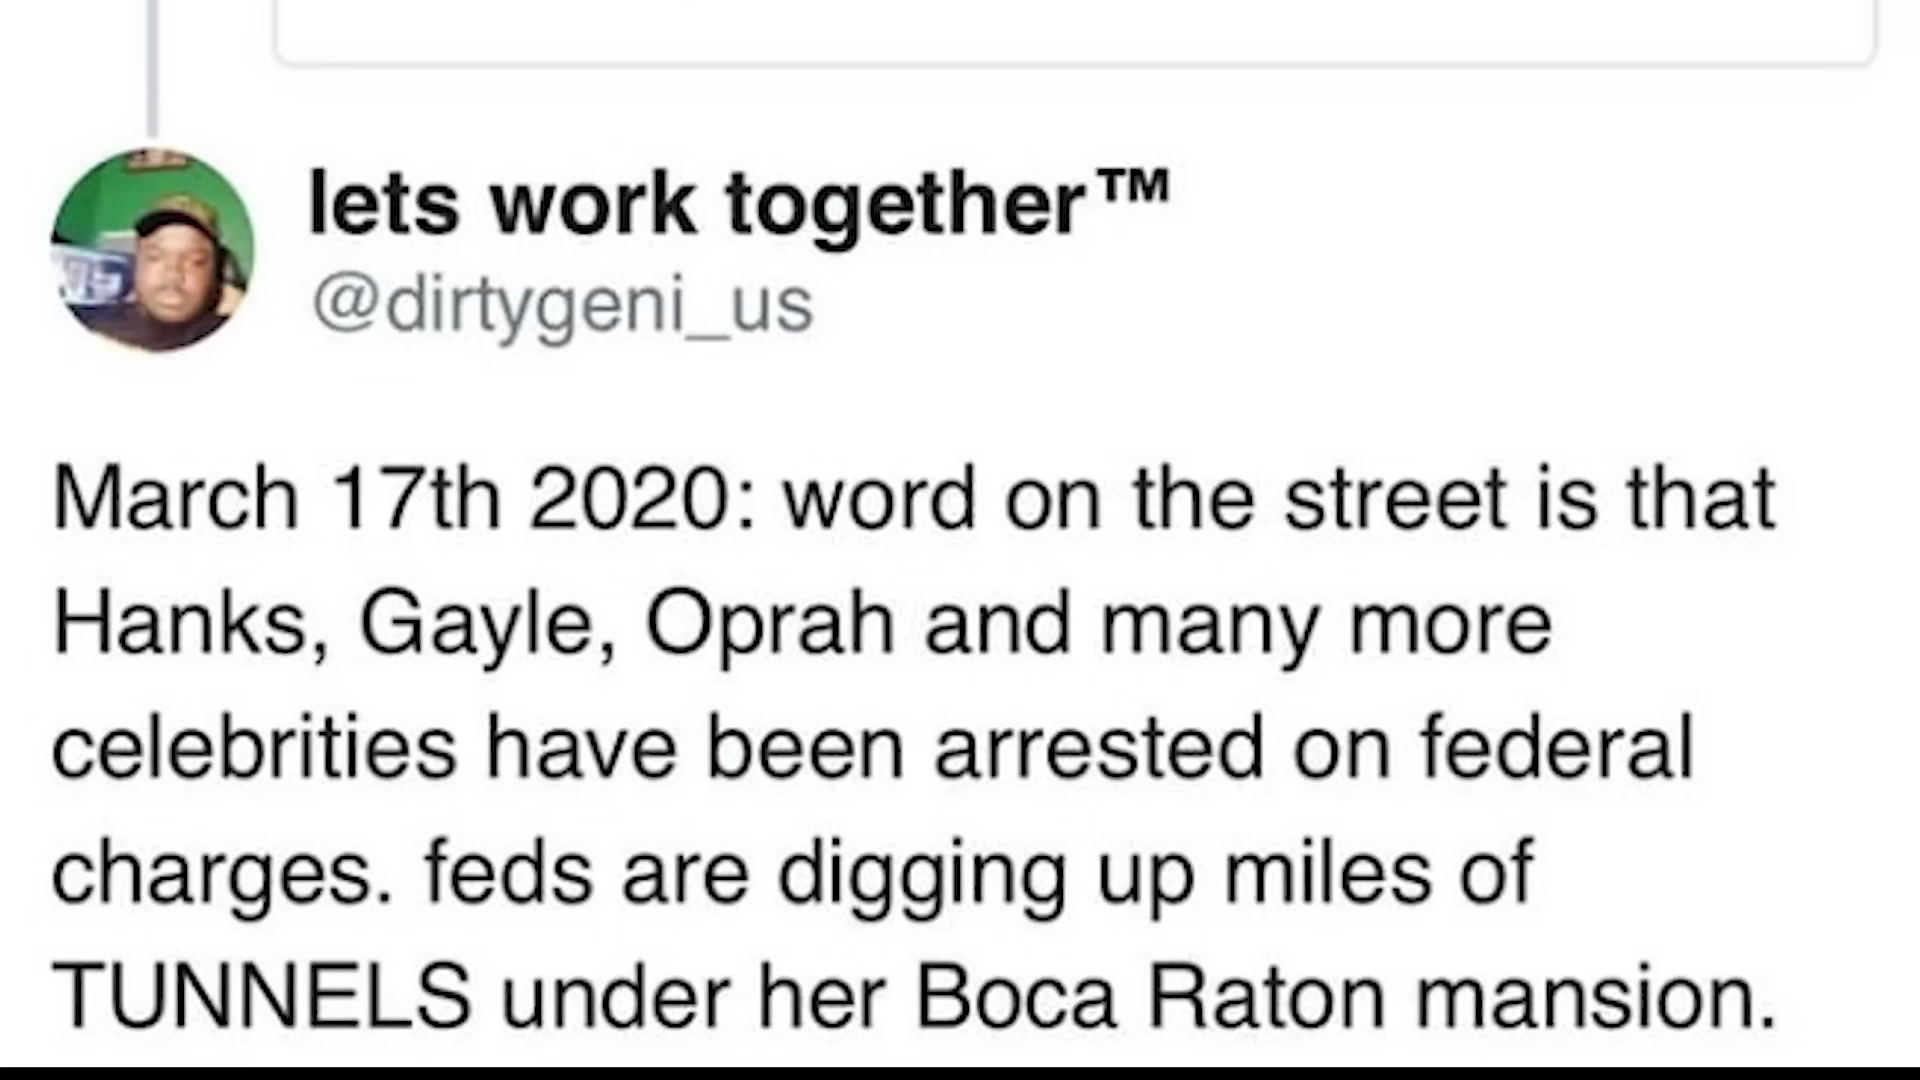 lets work together™
@dirtygeni_us
March 17th 2020: word on the street is that
Hanks, Gayle, Oprah and many more
celebrities have been arrested on federal
charges. feds are digging up miles of
TUNNELS under her Boca Raton mansion.